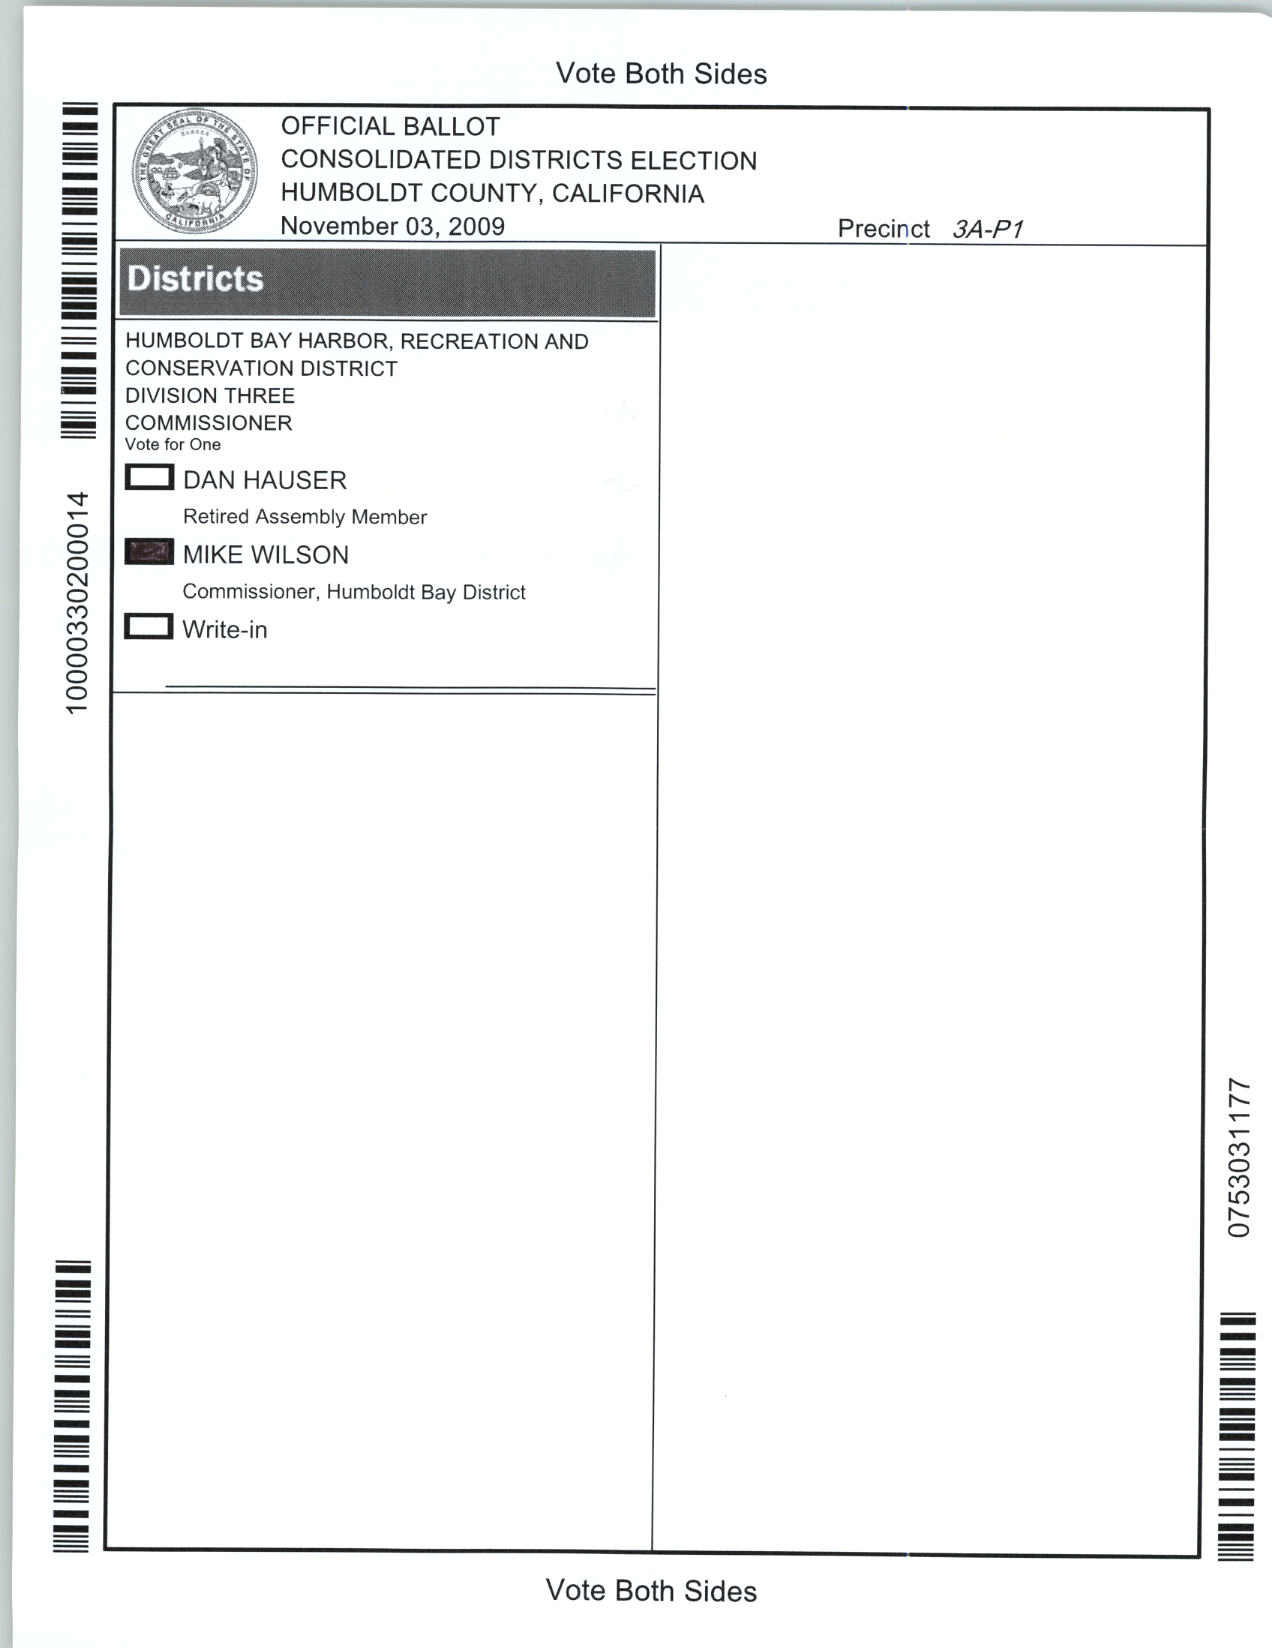 Vote Both Sides
THE GREAT SEAL OF THE STATE OF CALIFORNIA
EUREKA
OFFICIAL BALLOT
CONSOLIDATED DISTRICTS ELECTION
HUMBOLDT COUNTY, CALIFORNIA
November 03, 2009
Precinct 3A-P1
Districts
HUMBOLDT BAY HARBOR, RECREATION AND
CONSERVATION DISTRICT
DIVISION THREE
COMMISSIONER
Vote for One
DAN HAUSER
Retired Assembly Member
MIKE WILSON
Commissioner, Humboldt Bay District
Write-in
10000330200014
0753031177
Vote Both Sides